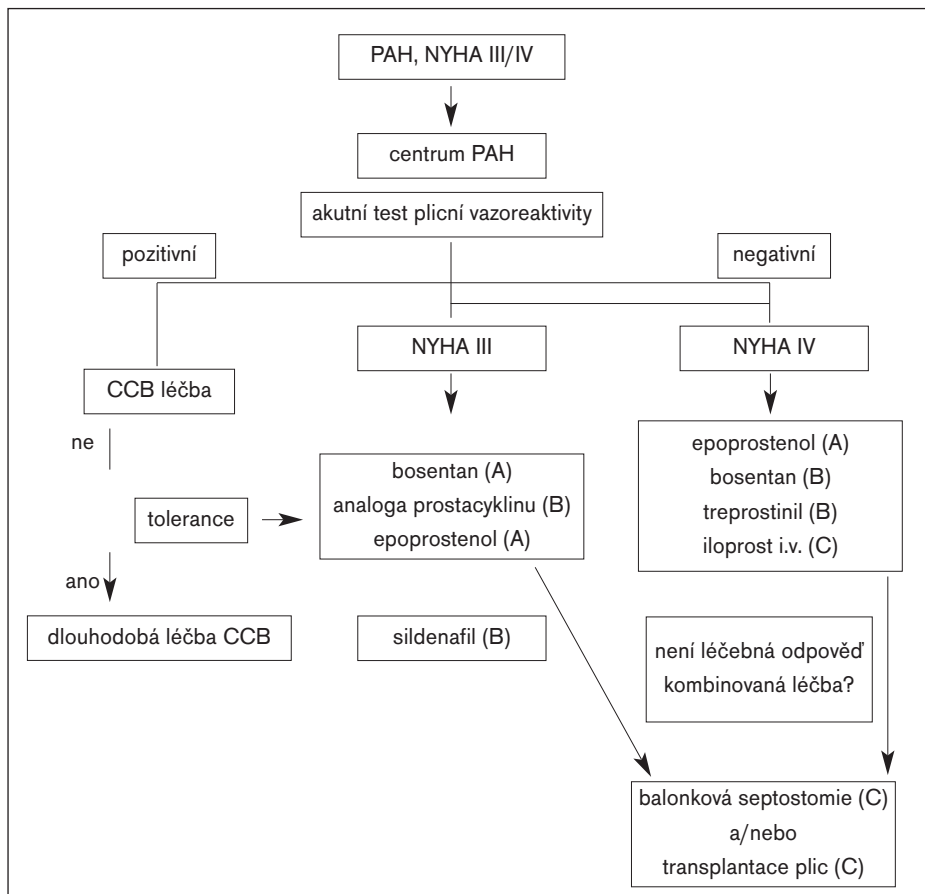 PAH, NYHA III/IV
centrum PAH
akutní test plicní vazoreaktivity
pozitivní
negativní
NYHA III
NYHA IV
CCB léčba
ne
tolerance
ano
dlouhodobá léčba CCB
bosentan (A)
analoga prostacyklinu (B)
epoprostenol (A)
sildenafil (B)
epoprostenol (A)
bosentan (B)
treprostinil (B)
iloprost i.v. (C)
není léčebná odpověď
kombinovaná léčba?
balonková septostomie (C)
a/nebo
transplantace plic (C)